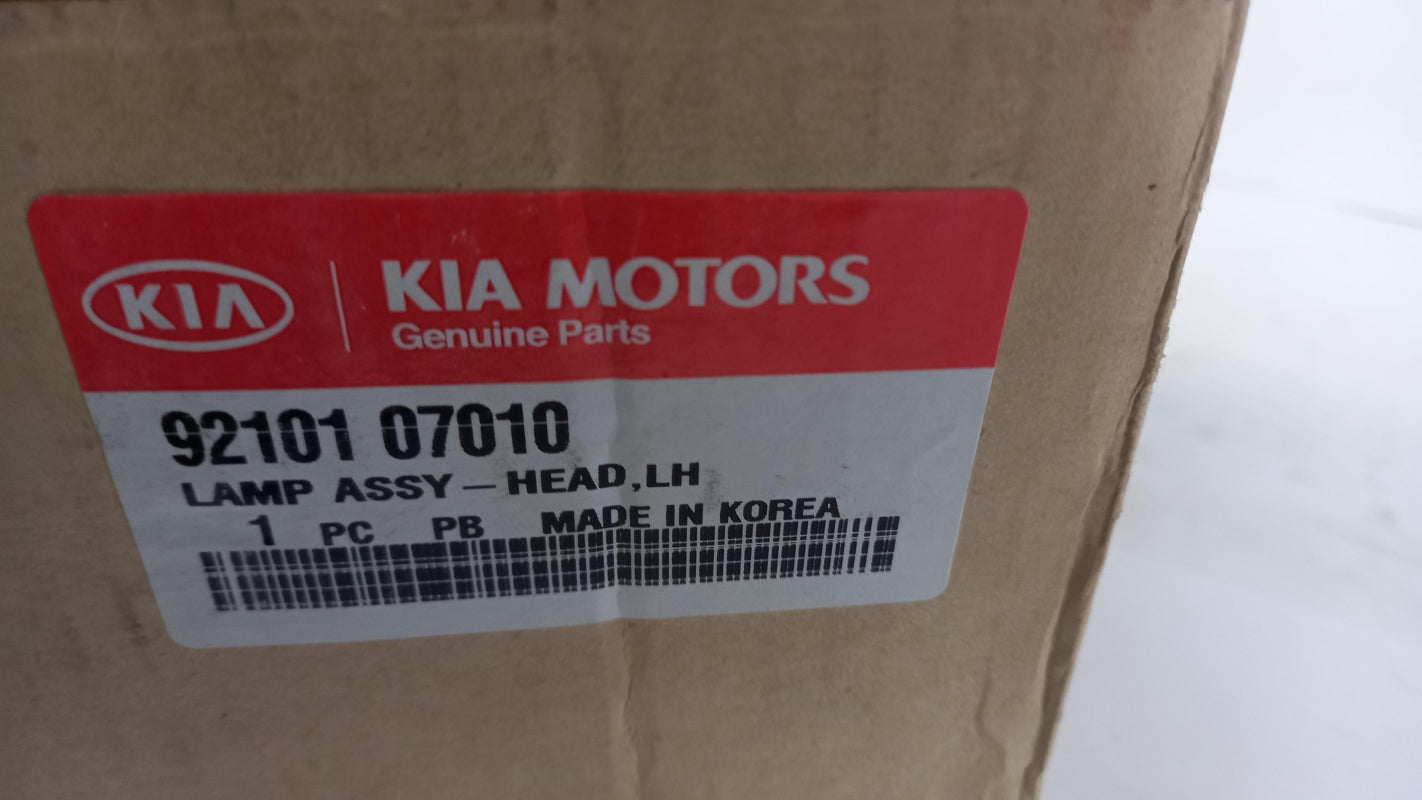 KIA
KIA MOTORS
Genuine Parts
92101 07010
LAMP ASSY – HEAD,LH
1 PC PB MADE IN KOREA